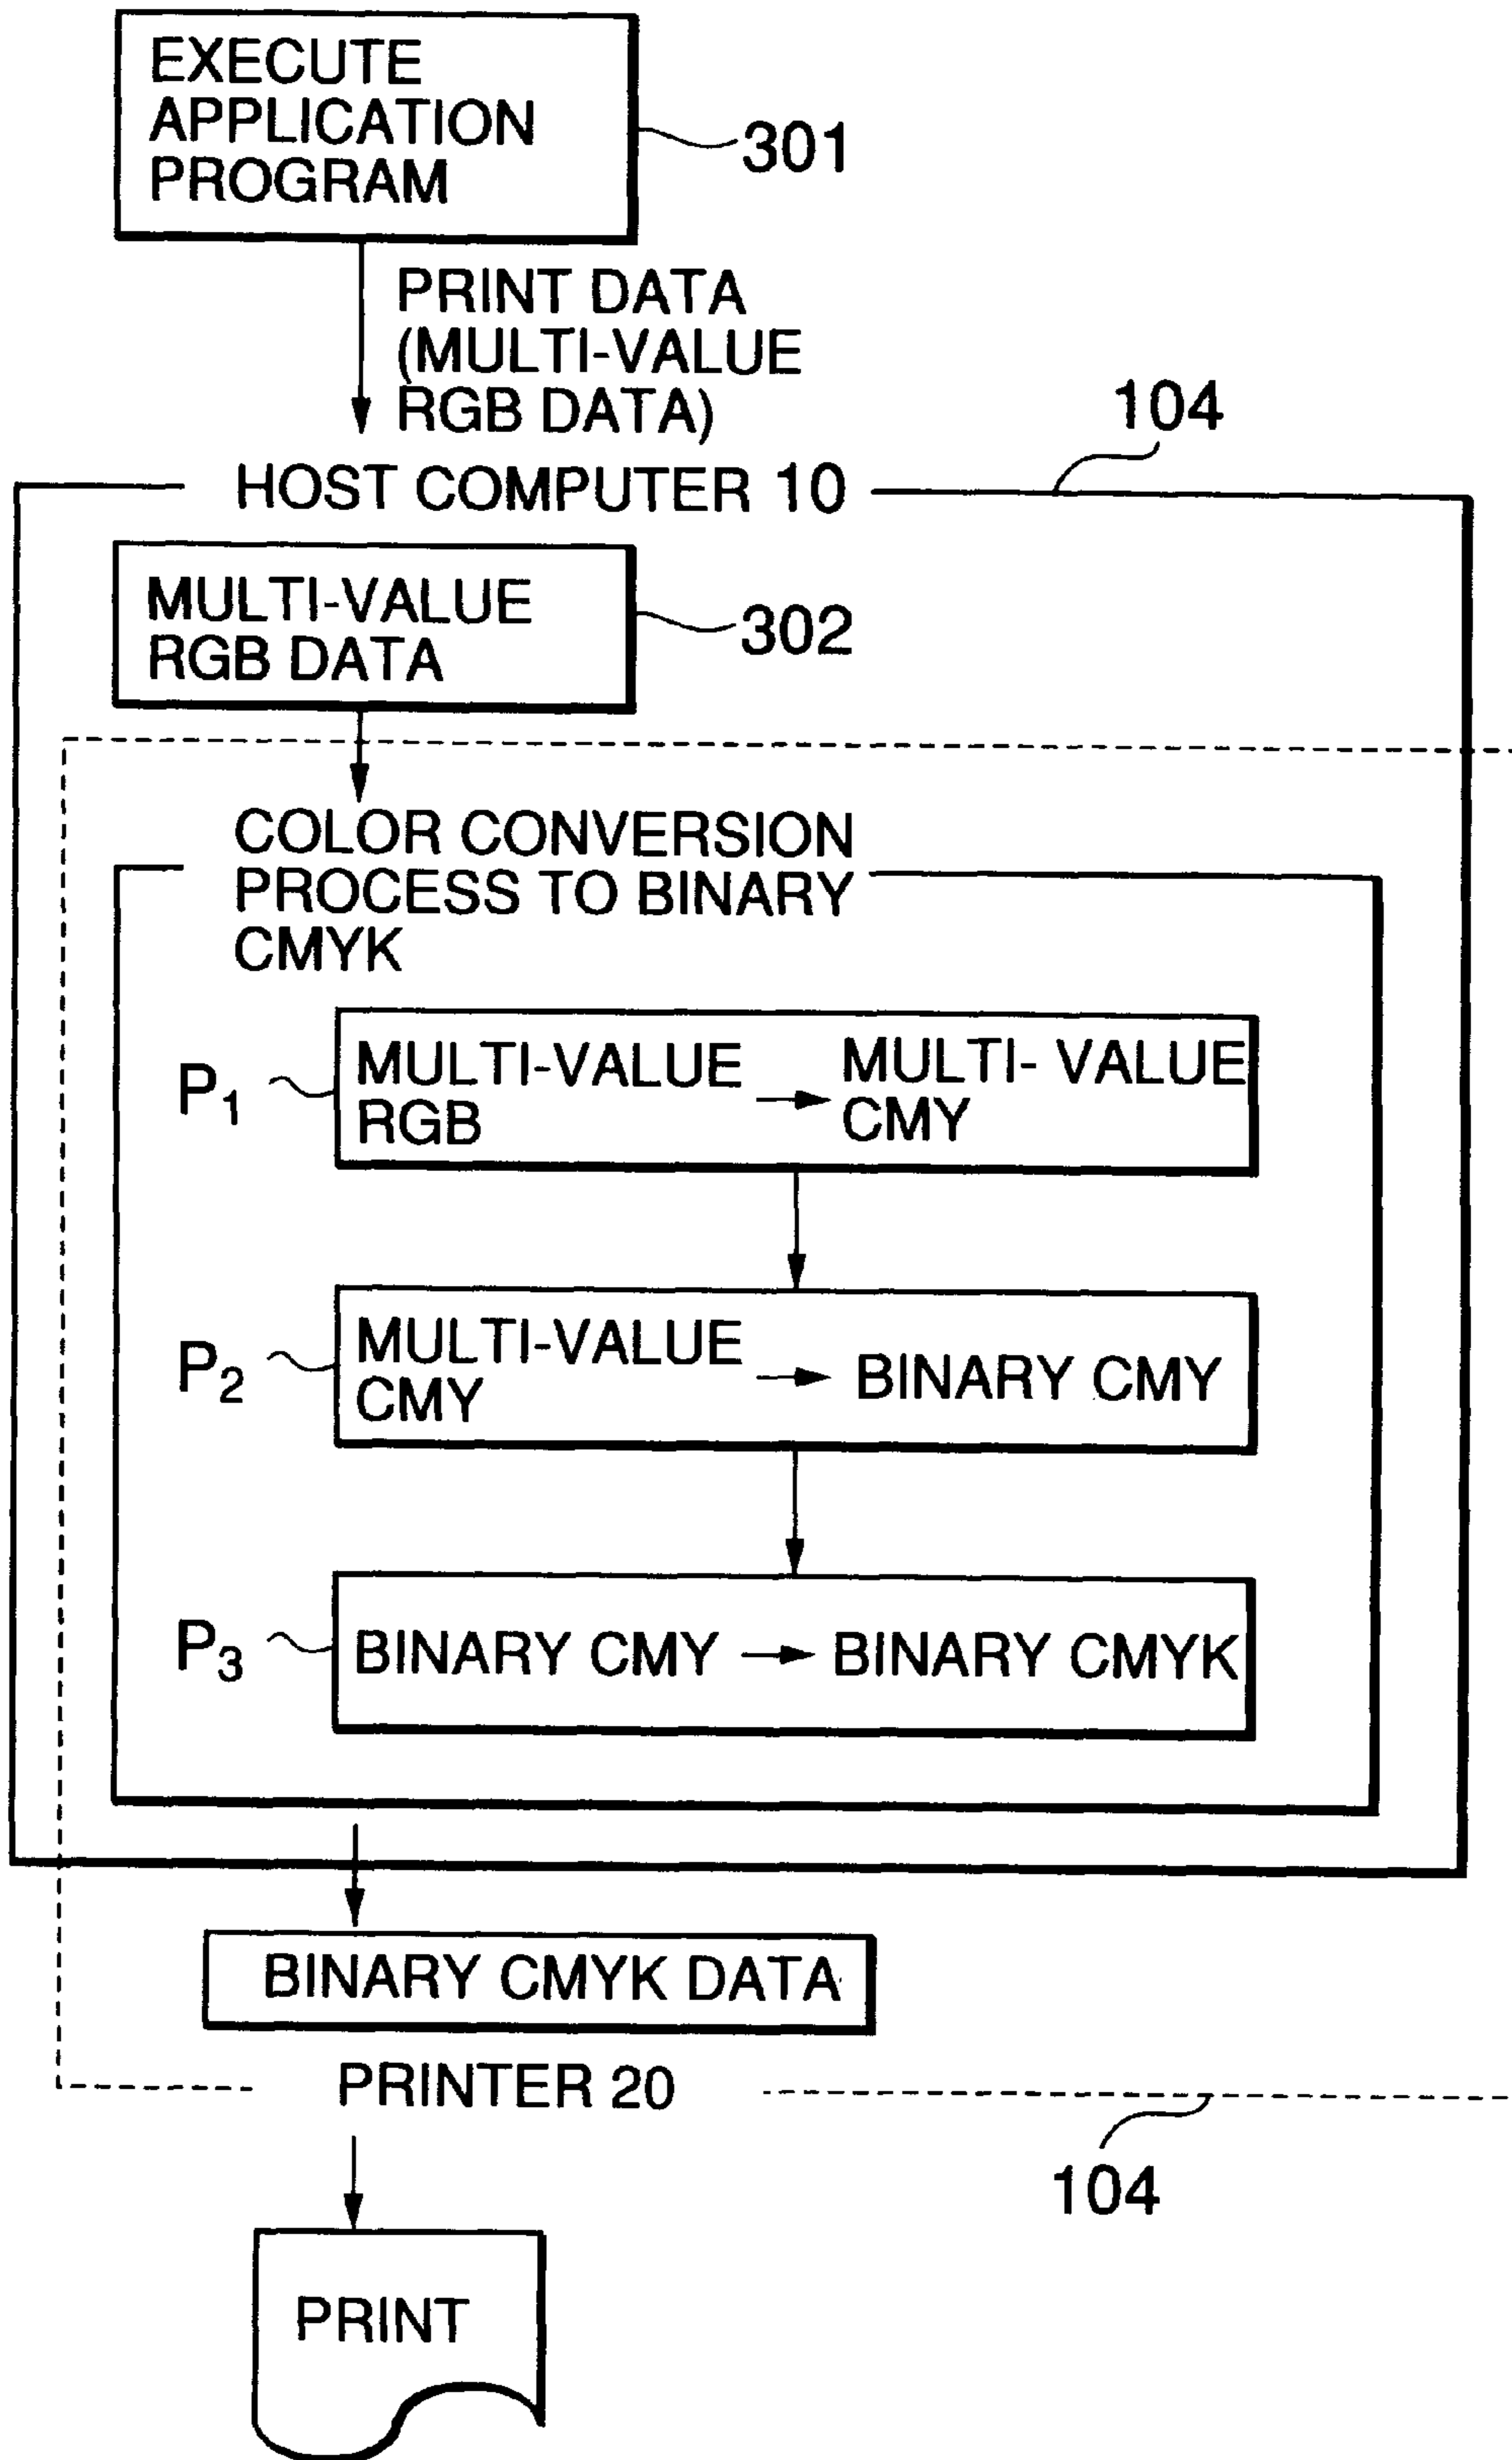 EXECUTE
APPLICATION
PROGRAM
301
PRINT DATA
(MULTI-VALUE
RGB DATA)
104
HOST COMPUTER 10
MULTI-VALUE
RGB DATA
302
COLOR CONVERSION
PROCESS TO BINARY
CMYK
P1
MULTI-VALUE
RGB
MULTI- VALUE
CMY
P2
MULTI-VALUE
CMY
BINARY CMY
P3
BINARY CMY → BINARY CMYK
BINARY CMYK DATA
PRINTER 20
104
PRINT